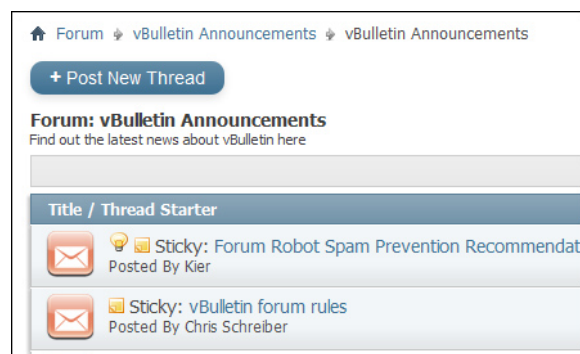 Forum vBulletin Announcements vBulletin Announcements
+ Post New Thread
Forum: vBulletin Announcements
Find out the latest news about vBulletin here
Title / Thread Starter
Sticky: Forum Robot Spam Prevention Recommendat
Posted By Kier
Sticky: vBulletin forum rules
Posted By Chris Schreiber